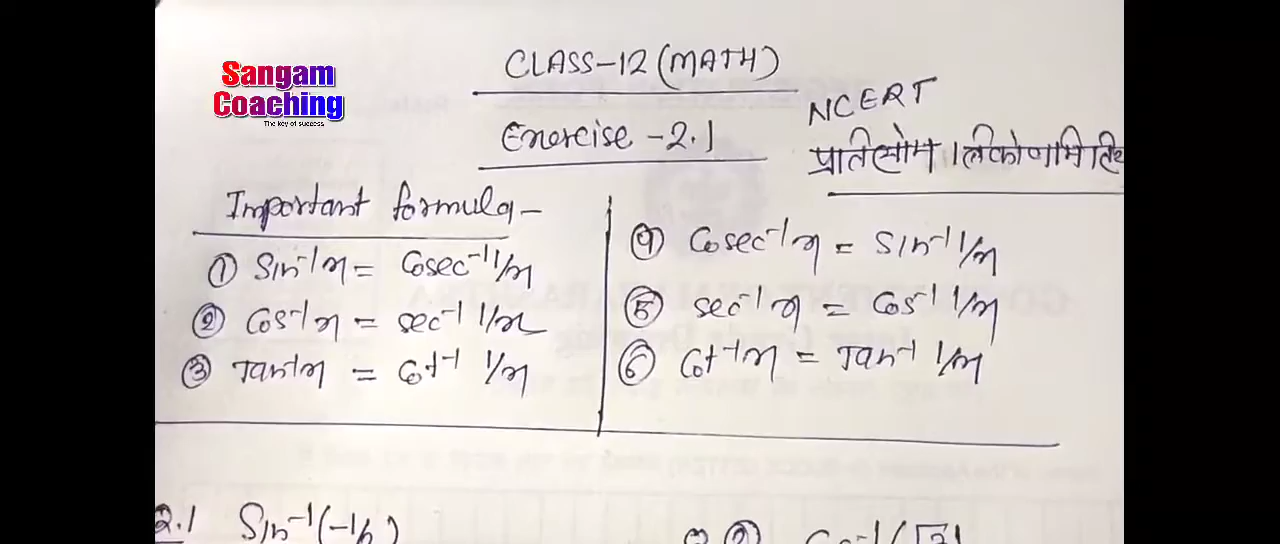 Sangam
Coaching
The key of success
CLASS-12 (MATH)
Exercise -2.1
NCERT
Important formula-
① Sin⁻¹x = Cosec⁻¹ 1/x
② Cos⁻¹x = sec⁻¹ 1/x
③ Tan⁻¹x = Cot⁻¹ 1/x
④ Cosec⁻¹x = Sin⁻¹ 1/x
⑤ sec⁻¹x = Cos⁻¹ 1/x
⑥ Cot⁻¹x = Tan⁻¹ 1/x
2.1 Sin⁻¹(-1/2)